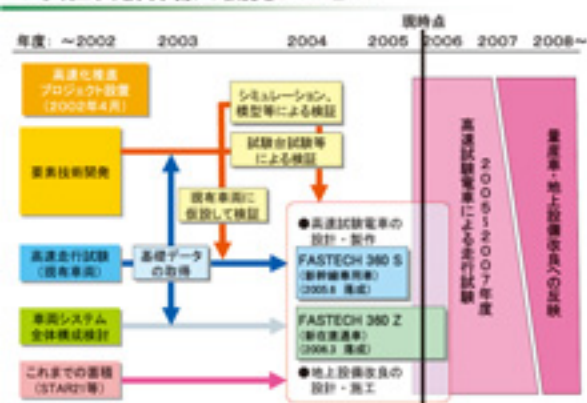 現時点
年度： ～2002 2003 2004 2005 2006 2007 2008～
高速化推進
プロジェクト設置
(2002年4月)
シミュレーション、
模型等による検証
試験台試験等
による検証
要素技術開発
現有車両に
仮設して検証
高速走行試験
(現有車両)
基礎データ
の取得
●高速試験電車の
設計・製作
FASTECH 360 S
(新幹線専用車)
(2005.6 落成)
車両システム
全体構成検討
FASTECH 360 Z
(新在直通車)
(2006.3 落成)
これまでの蓄積
(STAR21等)
●地上設備改良の
設計・施工
2005～2007年度
高速試験電車による走行試験
量産車・地上設備改良への反映